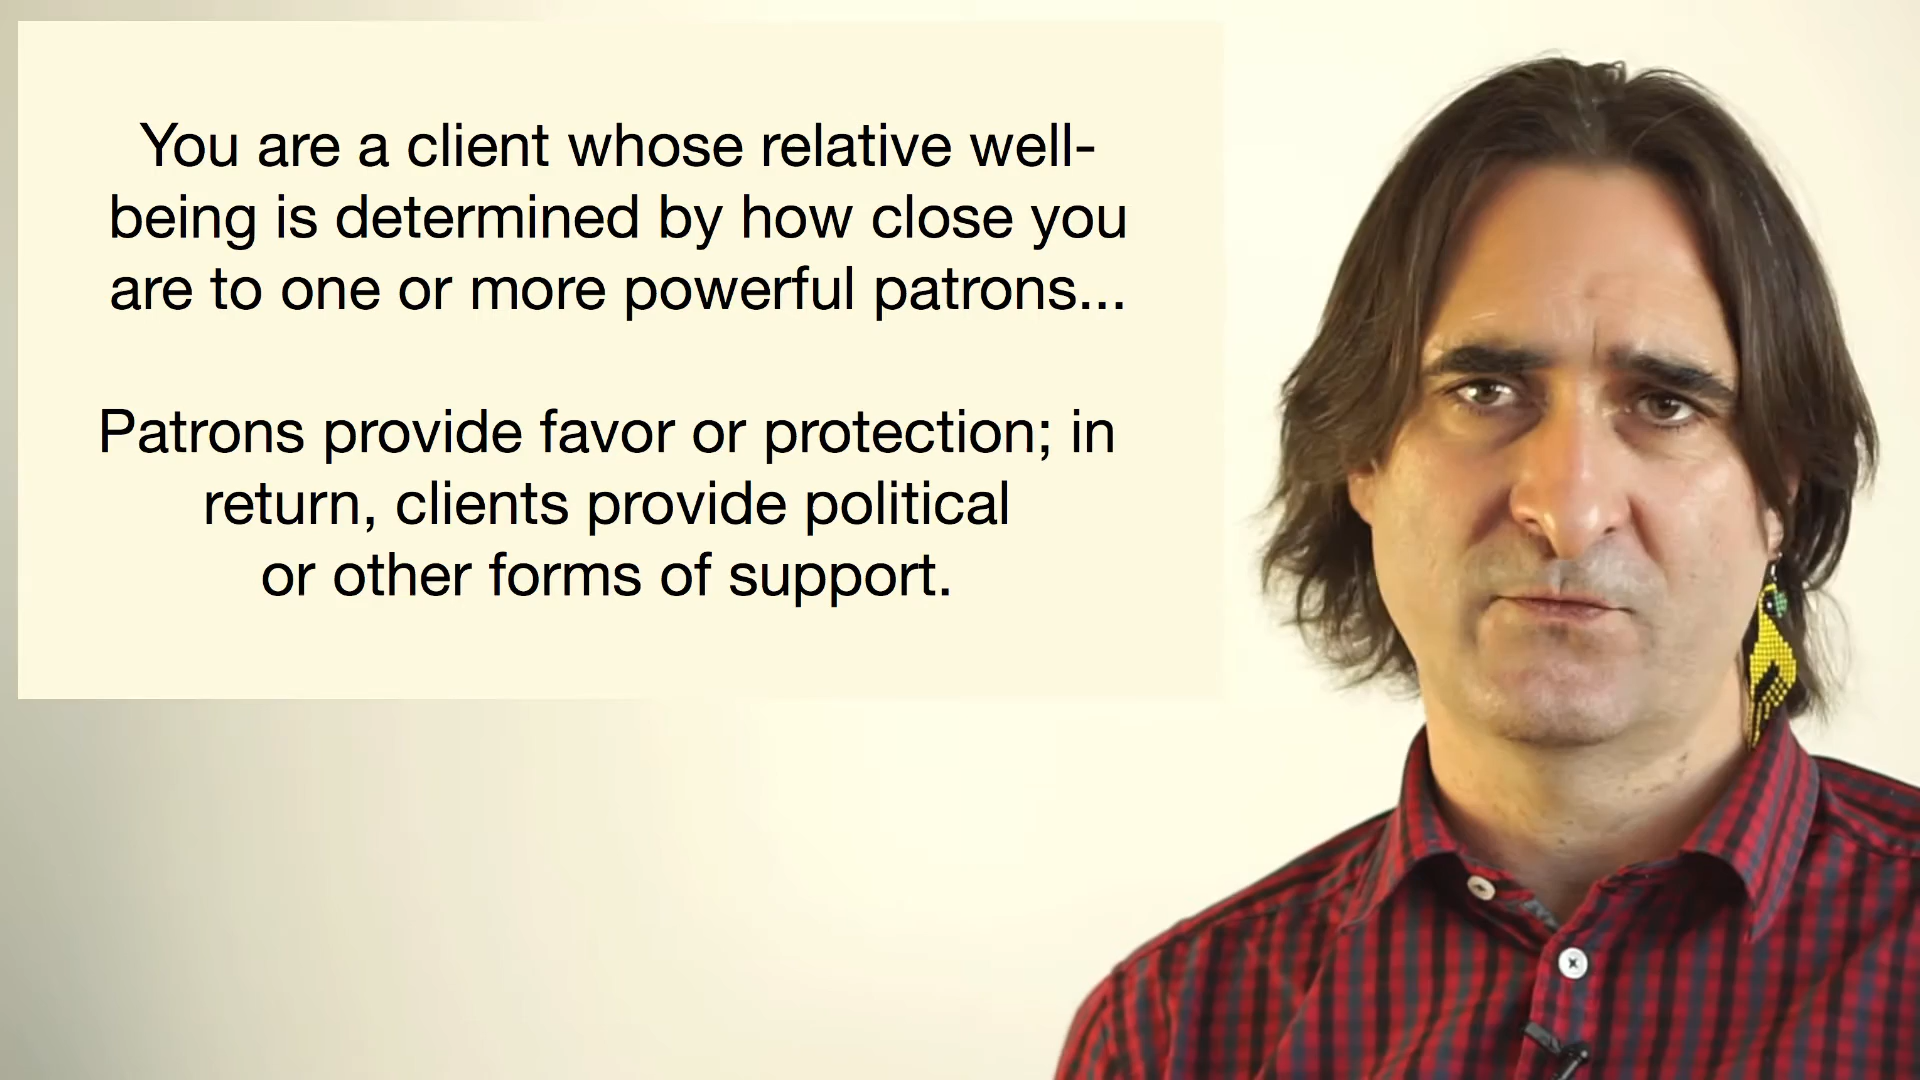 You are a client whose relative well-
being is determined by how close you
are to one or more powerful patrons...
Patrons provide favor or protection; in
return, clients provide political
or other forms of support.